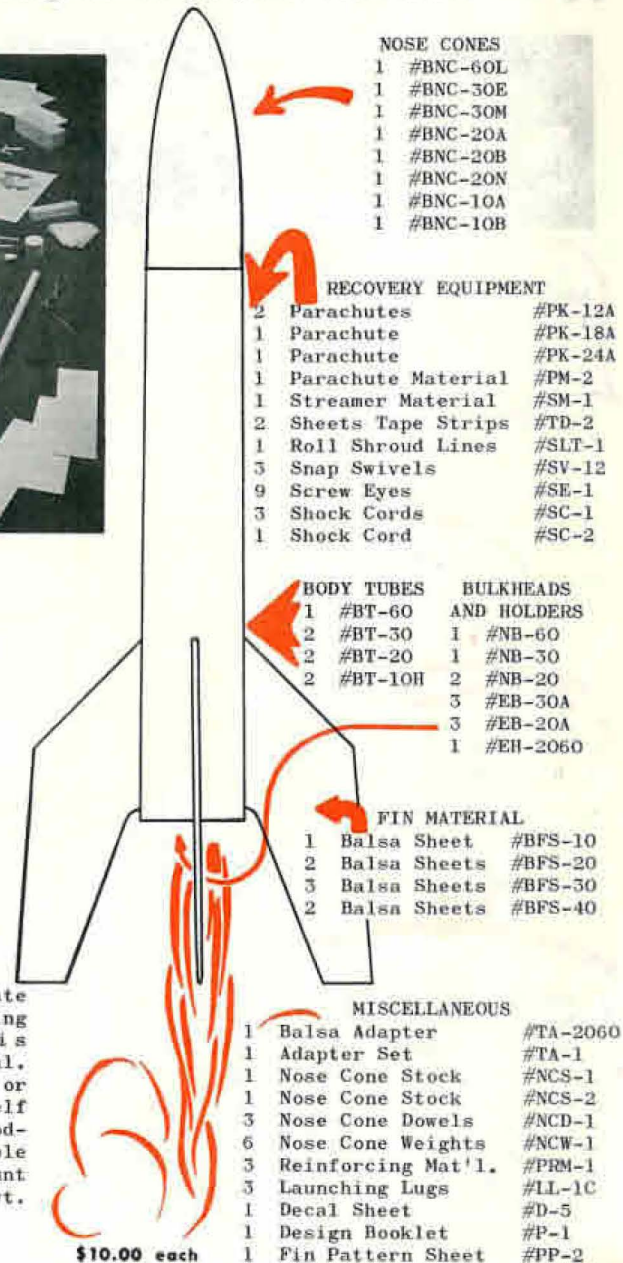 NOSE CONES
1 #BNC-60L
1 #BNC-30E
1 #BNC-30M
1 #BNC-20A
1 #BNC-20B
1 #BNC-20N
1 #BNC-10A
1 #BNC-10B
RECOVERY EQUIPMENT
2 Parachutes #PK-12A
1 Parachute #PK-18A
1 Parachute #PK-24A
1 Parachute Material #PM-2
1 Streamer Material #SM-1
2 Sheets Tape Strips #TD-2
1 Roll Shroud Lines #SLT-1
3 Snap Swivels #SV-12
9 Screw Eyes #SE-1
3 Shock Cords #SC-1
1 Shock Cord #SC-2
BODY TUBES
1 #BT-60
2 #BT-30
2 #BT-20
2 #BT-10H
BULKHEADS
AND HOLDERS
1 #NB-60
1 #NB-30
2 #NB-20
3 #EB-30A
3 #EB-20A
1 #EH-2060
FIN MATERIAL
1 Balsa Sheet #BFS-10
2 Balsa Sheets #BFS-20
3 Balsa Sheets #BFS-30
2 Balsa Sheets #BFS-40
MISCELLANEOUS
1 Balsa Adapter #TA-2060
1 Adapter Set #TA-1
1 Nose Cone Stock #NCS-1
1 Nose Cone Stock #NCS-2
3 Nose Cone Dowels #NCD-1
6 Nose Cone Weights #NCW-1
3 Reinforcing Mat'l. #PRM-1
3 Launching Lugs #LL-1C
1 Decal Sheet #D-5
1 Design Booklet #P-1
1 Fin Pattern Sheet #PP-2
or
$10.00 each